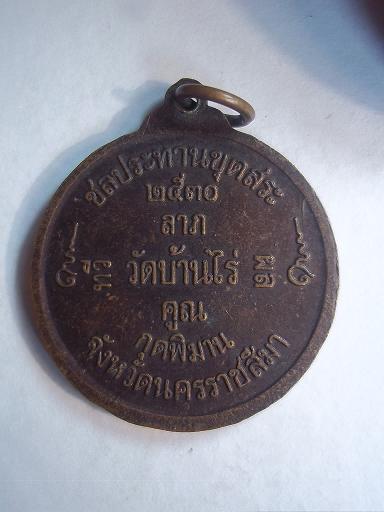 ชลประทานขุดสระ
๒๕๓๐
ลาภ
ทวี วัดบ้านไร่
คูณ
กุดพิมาน
จังหวัดนครราชสีมา